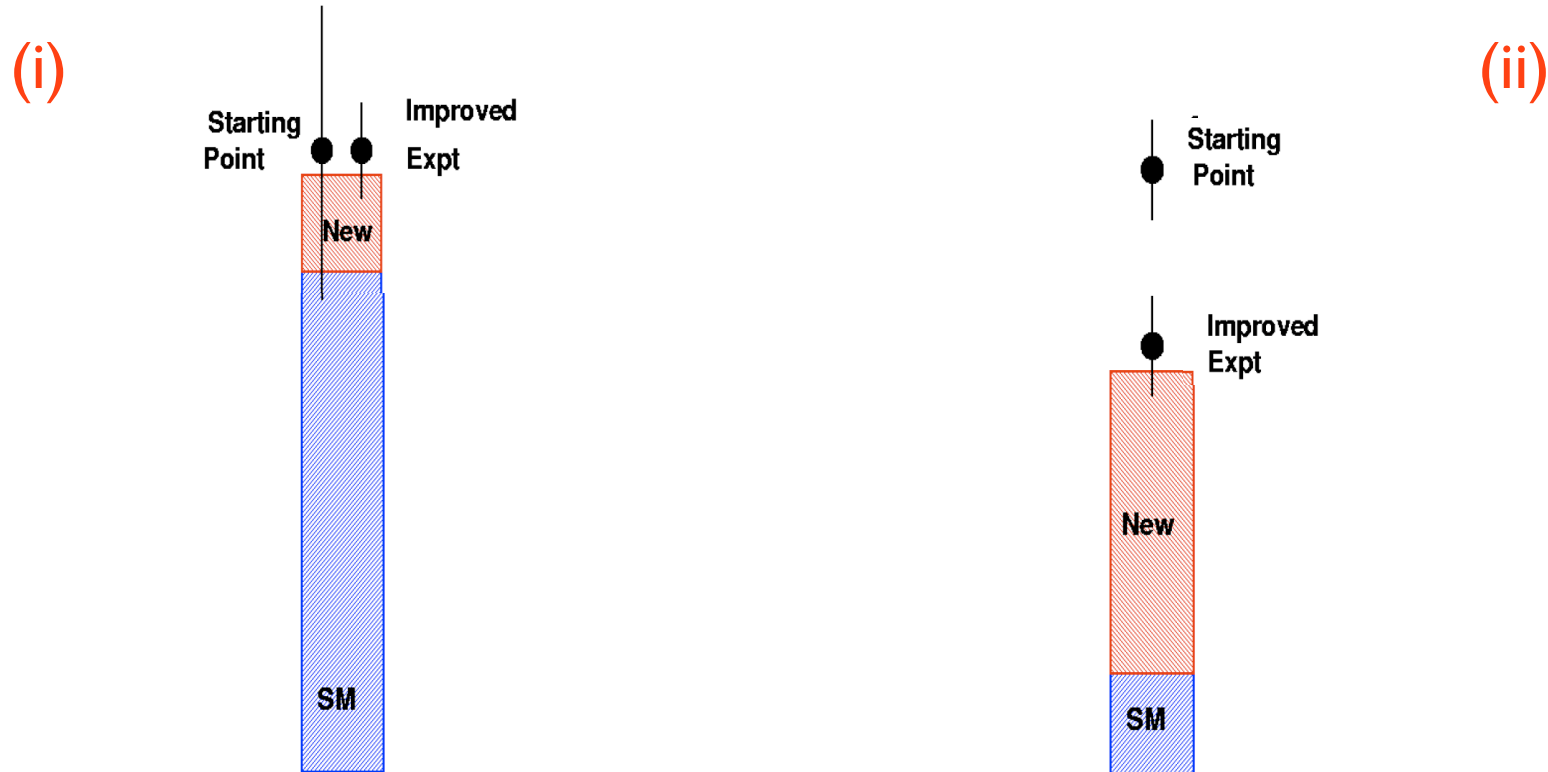 (i)
(ii)
Starting
Point
Improved
Expt
New
SM
Starting
Point
Improved
Expt
New
SM